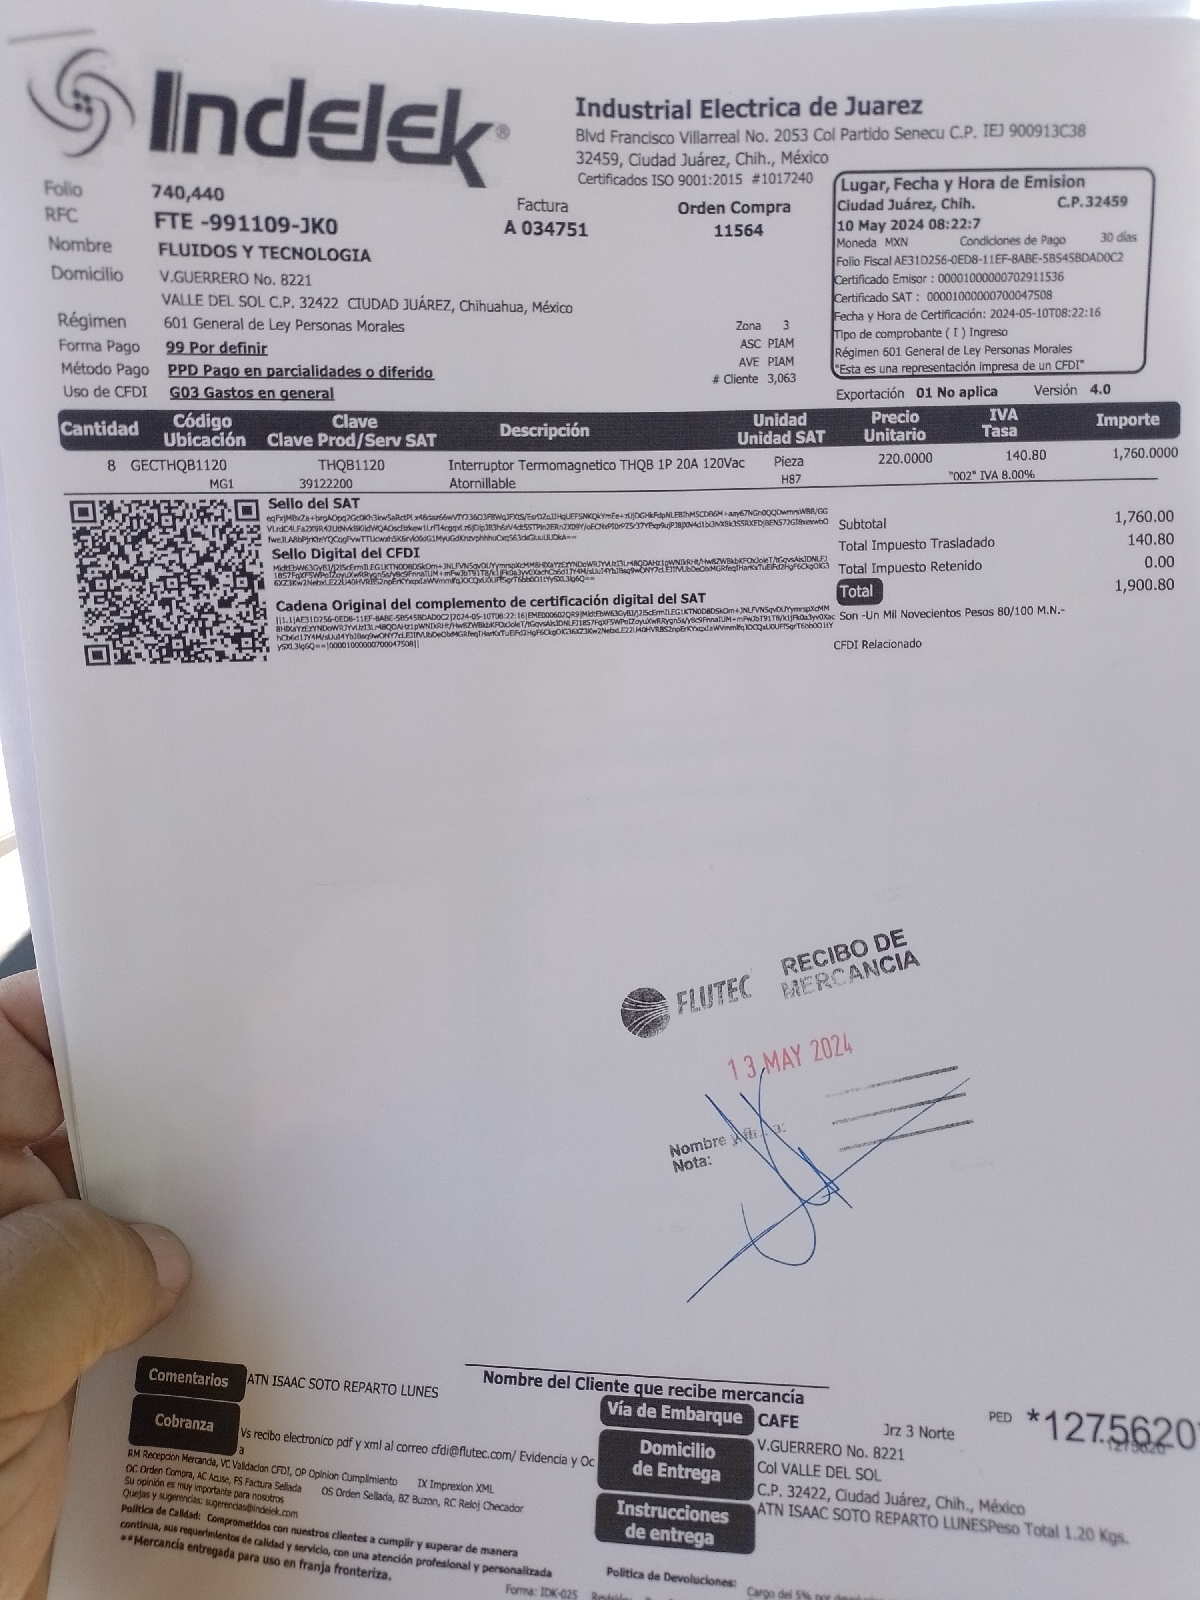 Indelek®
Industrial Electrica de Juarez
Blvd Francisco Villarreal No. 2053 Col Partido Senecu C.P. IEJ 900913C38
32459, Ciudad Juárez, Chih., México
Certificados ISO 9001:2015 #1017240
Folio 740,440
RFC FTE -991109-JK0
Nombre FLUIDOS Y TECNOLOGIA
Domicilio V.GUERRERO No. 8221
VALLE DEL SOL C.P. 32422 CIUDAD JUÁREZ, Chihuahua, México
Régimen 601 General de Ley Personas Morales
Forma Pago 99 Por definir
Método Pago PPD Pago en parcialidades o diferido
Uso de CFDI G03 Gastos en general
Factura
A 034751
Orden Compra
11564
Zona 3
ASC PIAM
AVE PIAM
# Cliente 3,063
Lugar, Fecha y Hora de Emision
Ciudad Juárez, Chih. C.P.32459
10 May 2024 08:22:7
Moneda MXN Condiciones de Pago 30 días
Folio Fiscal AE31D256-0ED8-11EF-8ABE-5B545BDAD0C2
Certificado Emisor : 00001000000702911536
Certificado SAT : 00001000000700047508
Fecha y Hora de Certificación: 2024-05-10T08:22:16
Tipo de comprobante ( I ) Ingreso
Régimen 601 General de Ley Personas Morales
"Esta es una representación impresa de un CFDI"
Exportación 01 No aplica Versión 4.0
Cantidad Código Ubicación Clave Clave Prod/Serv SAT Descripción Unidad Unidad SAT Precio Unitario IVA Tasa Importe
8 GECTHQB1120 THQB1120 Interruptor Termomagnetico THQB 1P 20A 120Vac Pieza 220.0000 140.80 1,760.0000
MG1 39122200 Atornillable H87 "002" IVA 8.00%
Sello del SAT
Sello Digital del CFDI
Cadena Original del complemento de certificación digital del SAT
Subtotal 1,760.00
Total Impuesto Trasladado 140.80
Total Impuesto Retenido 0.00
Total 1,900.80
Son -Un Mil Novecientos Pesos 80/100 M.N.-
CFDI Relacionado
FLUTEC RECIBO DE
MERCANCIA
13 MAY 2024
Nombre y
Nota:
Nombre del Cliente que recibe mercancía
Comentarios ATN ISAAC SOTO REPARTO LUNES
Cobranza Vs recibo electronico pdf y xml al correo cfdi@flutec.com/ Evidencia y Oc
a
RM Recepcion Mercancia, VC Validacion CFDI, OP Opinion Cumplimiento IX Imprexion XML
OC Orden Compra, AC Acuse, FS Factura Sellada OS Orden Sellada, BZ Buzon, RC Reloj Checador
Su opinión es muy importante para nosotros
Quejas y sugerencias: sugerencias@indelek.com
Política de Calidad: Comprometidos con nuestros clientes a cumplir y superar de manera
continua, sus requerimientos de calidad y servicio, con una atención profesional y personalizada
**Mercancia entregada para uso en franja fronteriza.
Vía de Embarque CAFE Jrz 3 Norte PED *1275620
1275620
Domicilio de Entrega V.GUERRERO No. 8221
Col VALLE DEL SOL
C.P. 32422, Ciudad Juárez, Chih., México
Instrucciones de entrega ATN ISAAC SOTO REPARTO LUNESPeso Total 1.20 Kgs.
Política de Devoluciones:
Forma: IDK-025
Cargo del 5% por